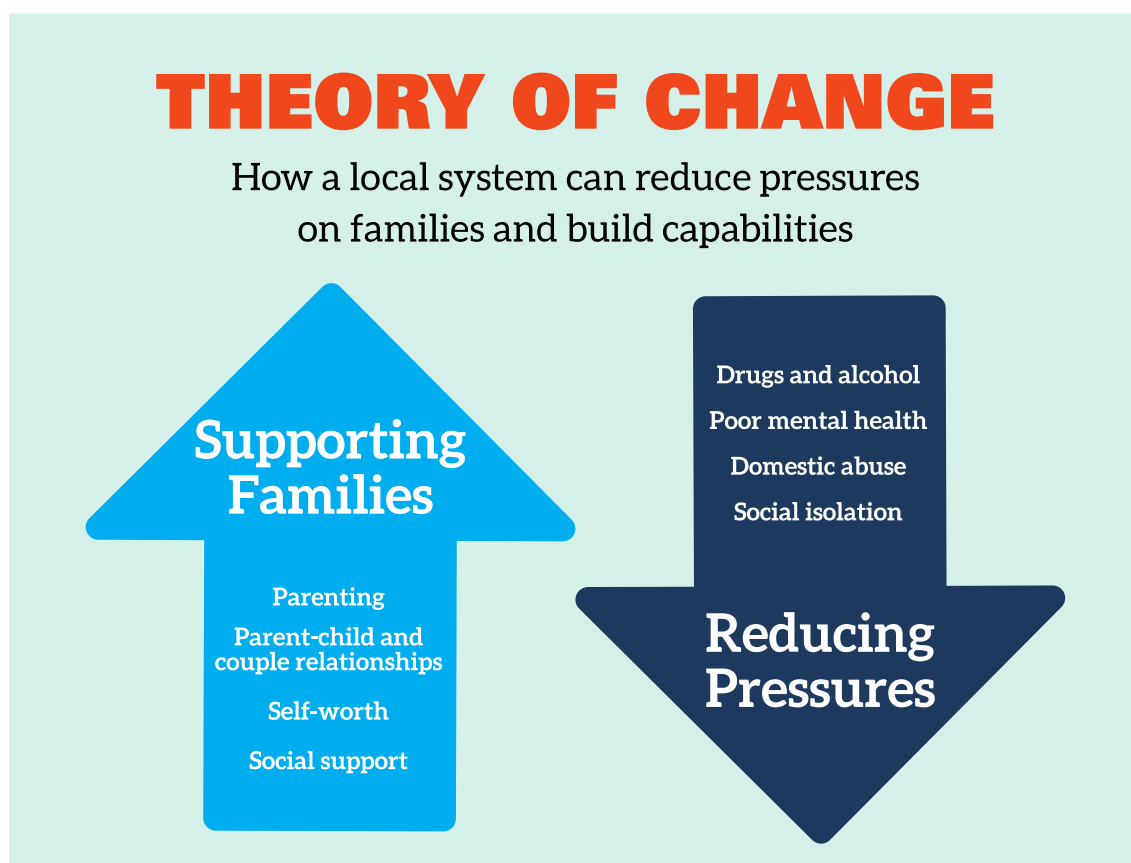 THEORY OF CHANGE
How a local system can reduce pressures
on families and build capabilities
Supporting
Families
Parenting
Parent-child and
couple relationships
Self-worth
Social support
Drugs and alcohol
Poor mental health
Domestic abuse
Social isolation
Reducing
Pressures